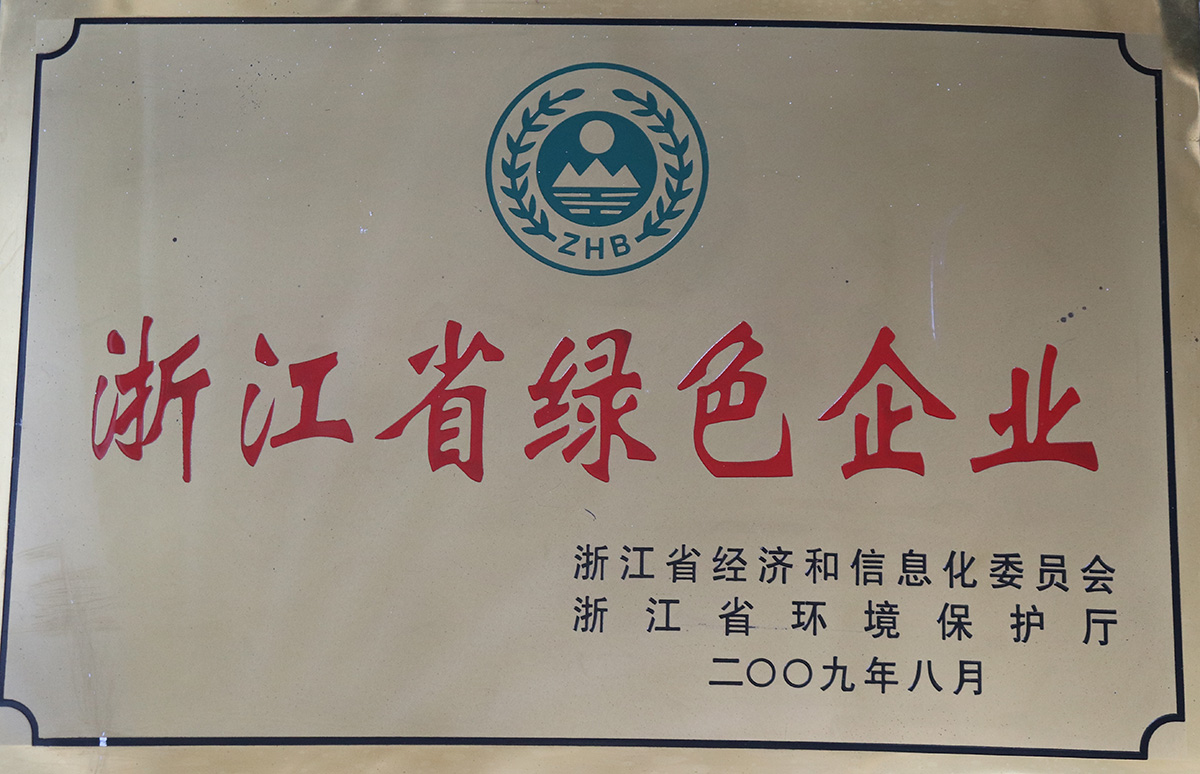 ZHB
浙江省绿色企业
浙江省经济和信息化委员会
浙江省环境保护厅
二〇〇九年八月